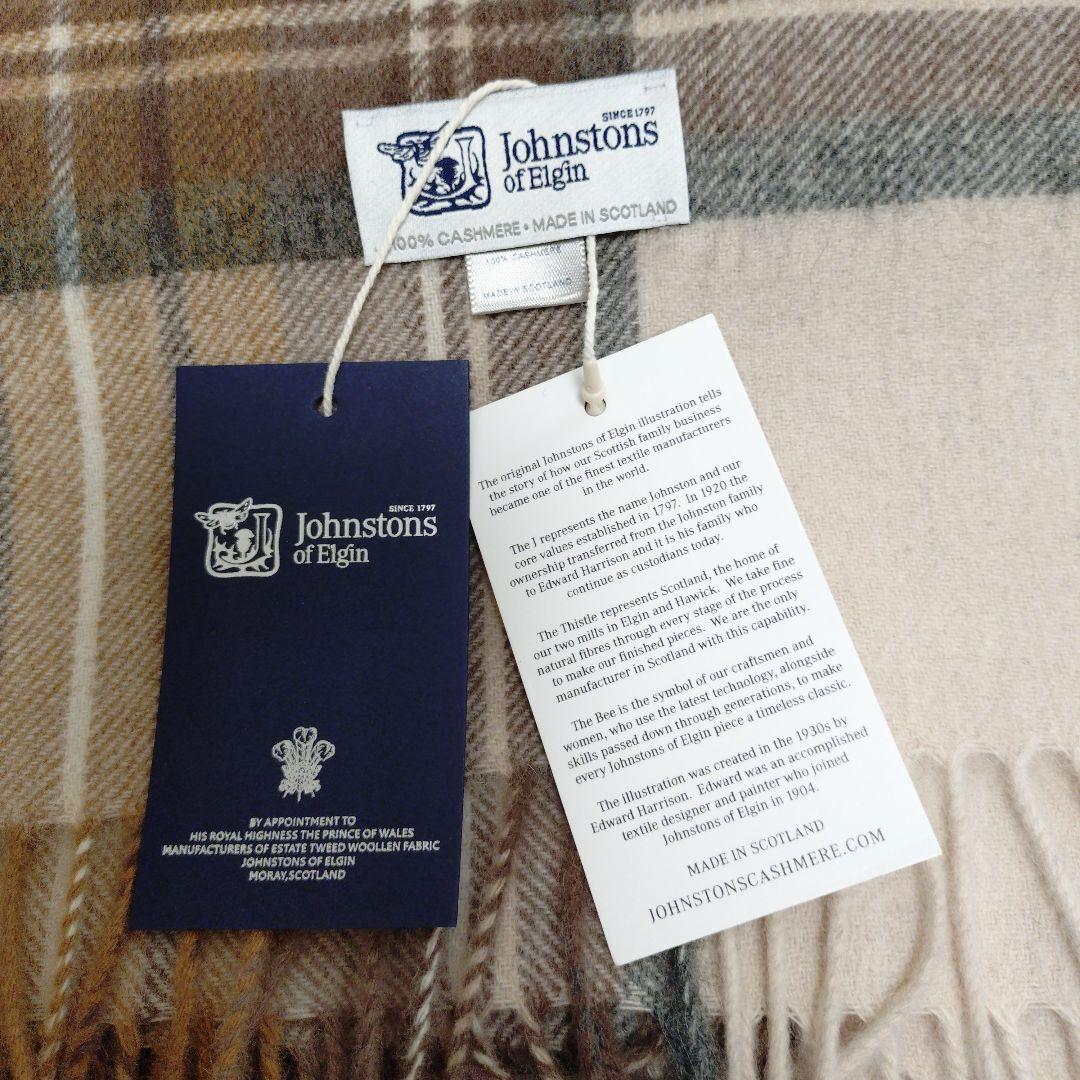 SINCE 1797
Johnstons
of Elgin
100% CASHMERE • MADE IN SCOTLAND
100% CASHMERE
MADE IN SCOTLAND
SINCE 1797
Johnstons
of Elgin
BY APPOINTMENT TO
HIS ROYAL HIGHNESS THE PRINCE OF WALES
MANUFACTURERS OF ESTATE TWEED WOOLLEN FABRIC
JOHNSTONS OF ELGIN
MORAY,SCOTLAND
The original Johnstons of Elgin illustration tells
the story of how our Scottish family business
became one of the finest textile manufacturers
in the world.
The J represents the name Johnston and our
core values established in 1797. In 1920 the
ownership transferred from the Johnston family
to Edward Harrison and it is his family who
continue as custodians today.
The Thistle represents Scotland, the home of
our two mills in Elgin and Hawick. We take fine
natural fibres through every stage of the process
to make our finished pieces. We are the only
manufacturer in Scotland with this capability.
The Bee is the symbol of our craftsmen and
women, who use the latest technology, alongside
skills passed down through generations, to make
every Johnstons of Elgin piece a timeless classic.
The illustration was created in the 1930s by
Edward Harrison. Edward was an accomplished
textile designer and painter who joined
Johnstons of Elgin in 1904.
MADE IN SCOTLAND
JOHNSTONSCASHMERE.COM